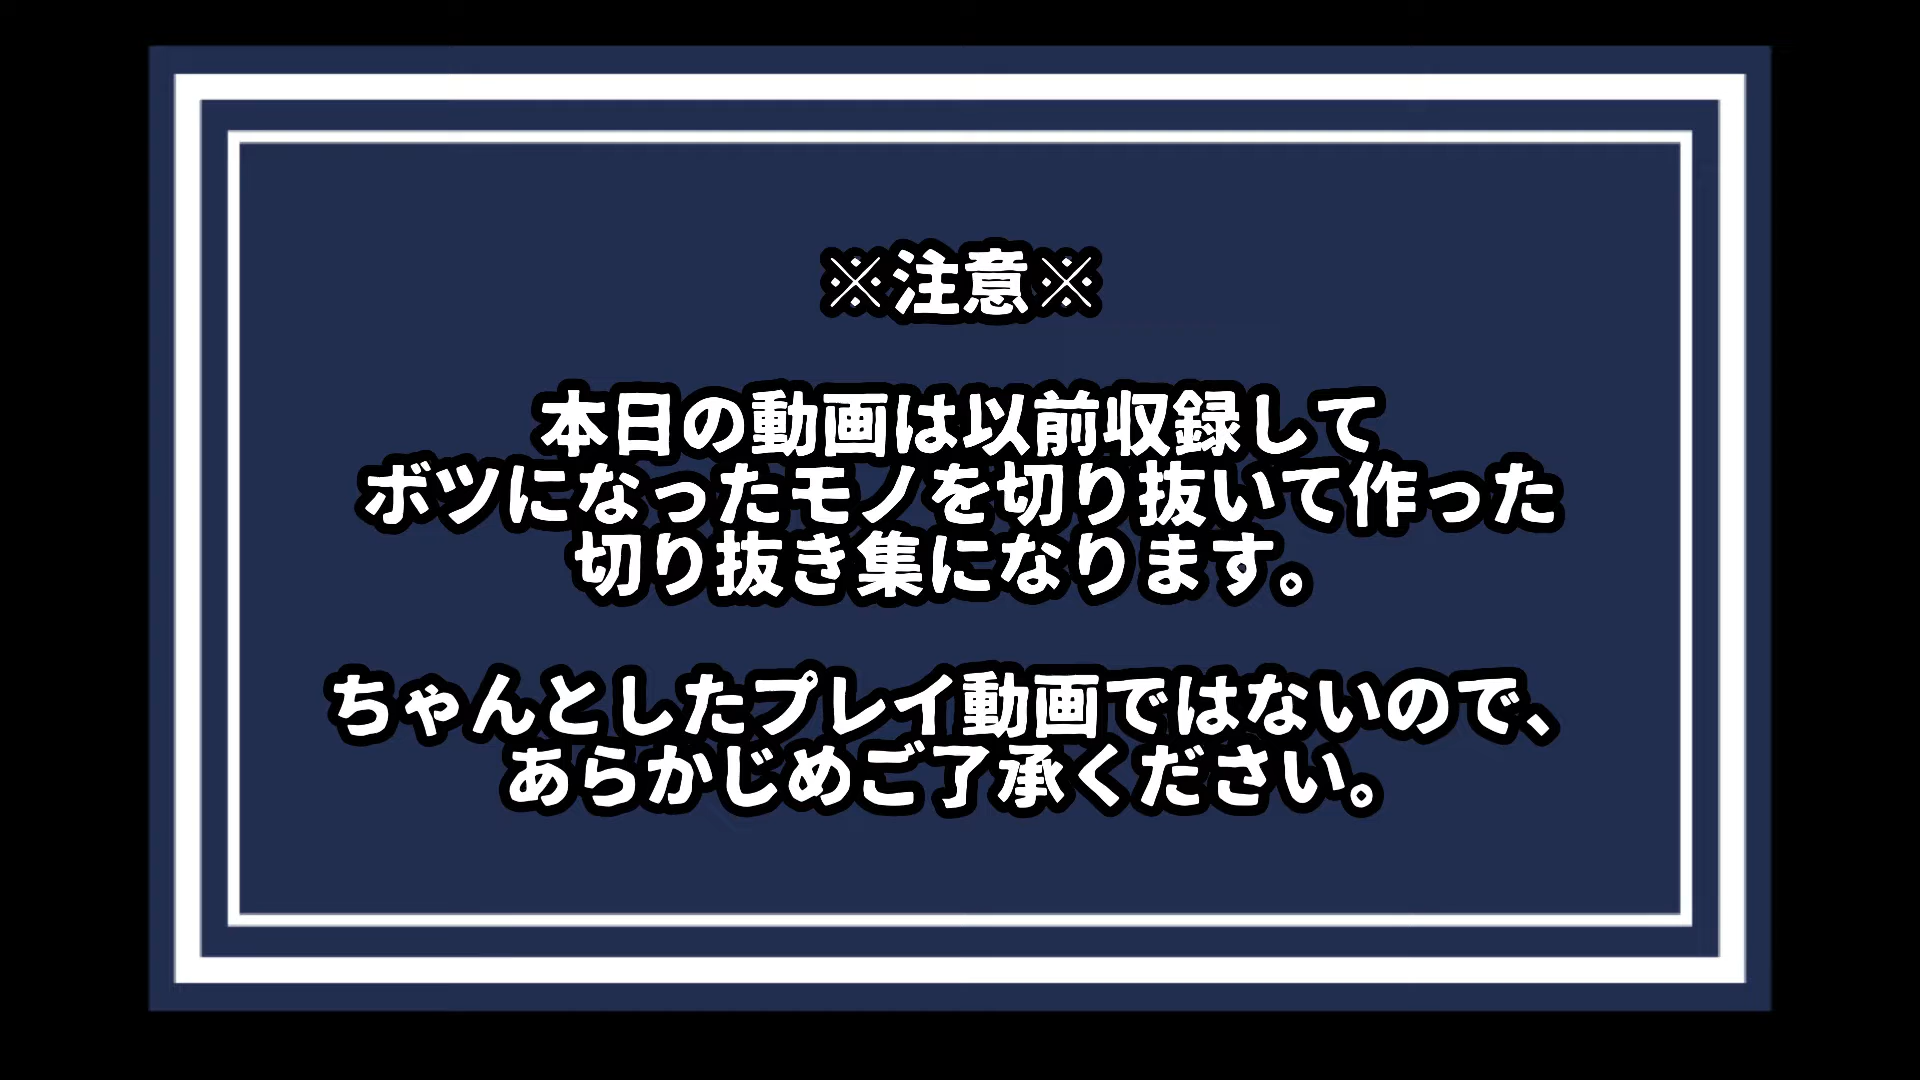 ※注意※
本日の動画は以前収録して
ボツになったモノを切り抜いて作った
切り抜き集になります。
ちゃんとしたプレイ動画ではないので、
あらかじめご了承ください。